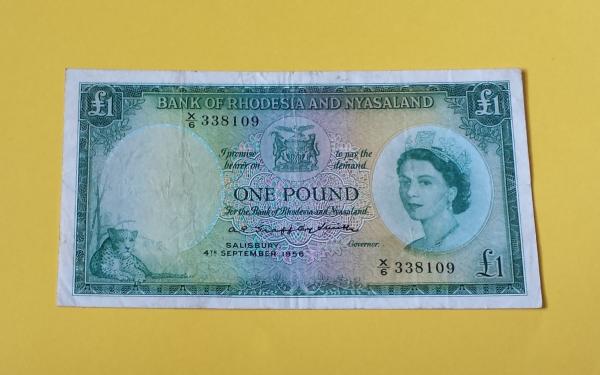 £1 £1
BANK OF RHODESIA AND NYASALAND
X/6 338109
I promise to pay the
bearer on demand
ONE POUND
For the Bank of Rhodesia and Nyasaland
SALISBURY Governor.
4TH SEPTEMBER 1956
X/6 338109 £1